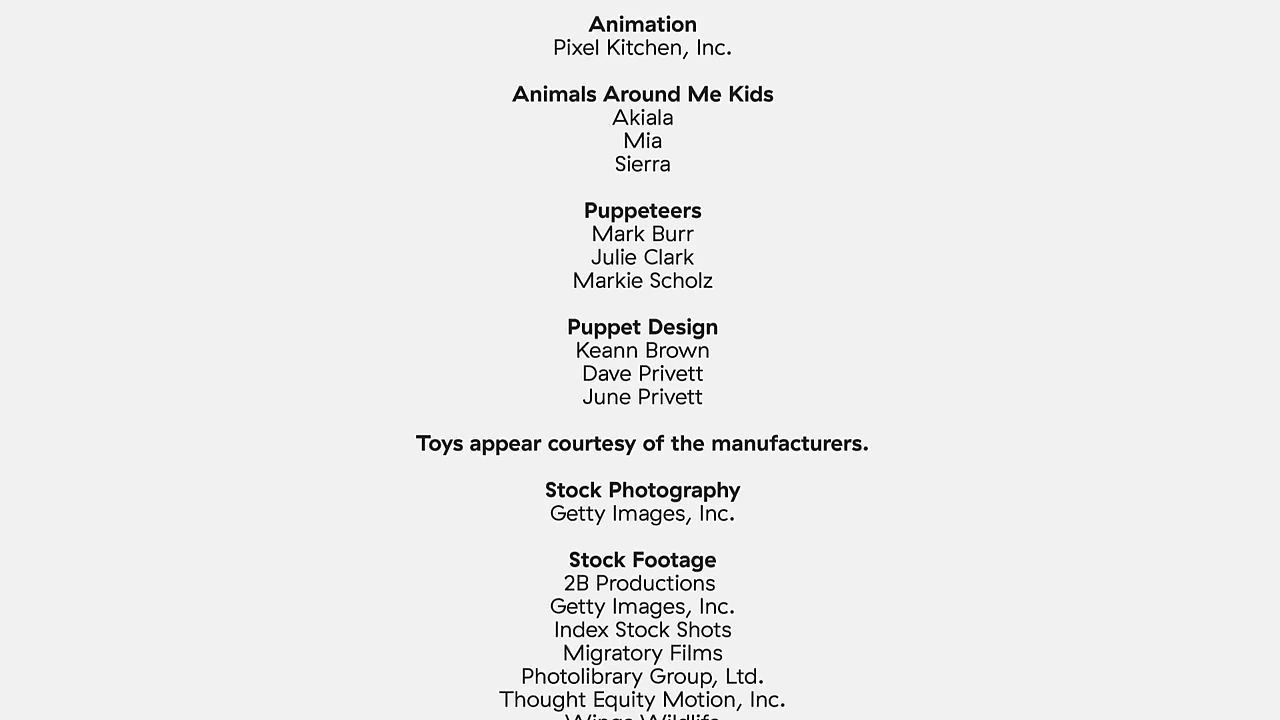 Animation
Pixel Kitchen, Inc.
Animals Around Me Kids
Akiala
Mia
Sierra
Puppeteers
Mark Burr
Julie Clark
Markie Scholz
Puppet Design
Keann Brown
Dave Privett
June Privett
Toys appear courtesy of the manufacturers.
Stock Photography
Getty Images, Inc.
Stock Footage
2B Productions
Getty Images, Inc.
Index Stock Shots
Migratory Films
Photolibrary Group, Ltd.
Thought Equity Motion, Inc.
Wings Wildlife